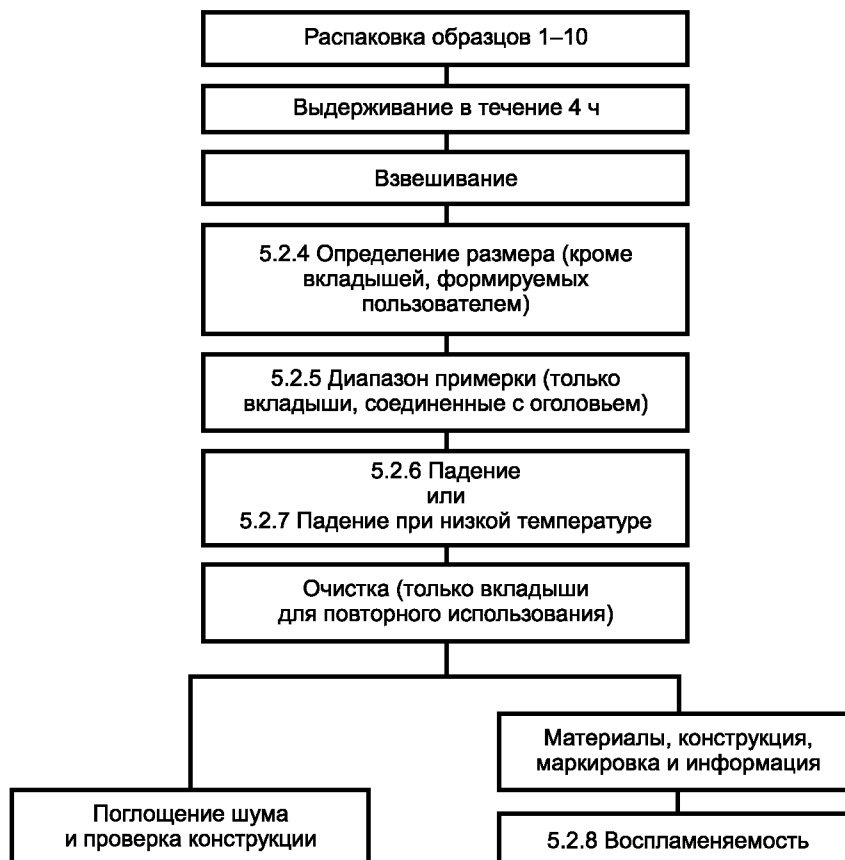 Распаковка образцов 1–10
Выдерживание в течение 4 ч
Взвешивание
5.2.4 Определение размера (кроме
вкладышей, формируемых
пользователем)
5.2.5 Диапазон примерки (только
вкладыши, соединенные с оголовьем)
5.2.6 Падение
или
5.2.7 Падение при низкой температуре
Очистка (только вкладыши
для повторного использования)
Материалы, конструкция,
маркировка и информация
Поглощение шума
и проверка конструкции
5.2.8 Воспламеняемость